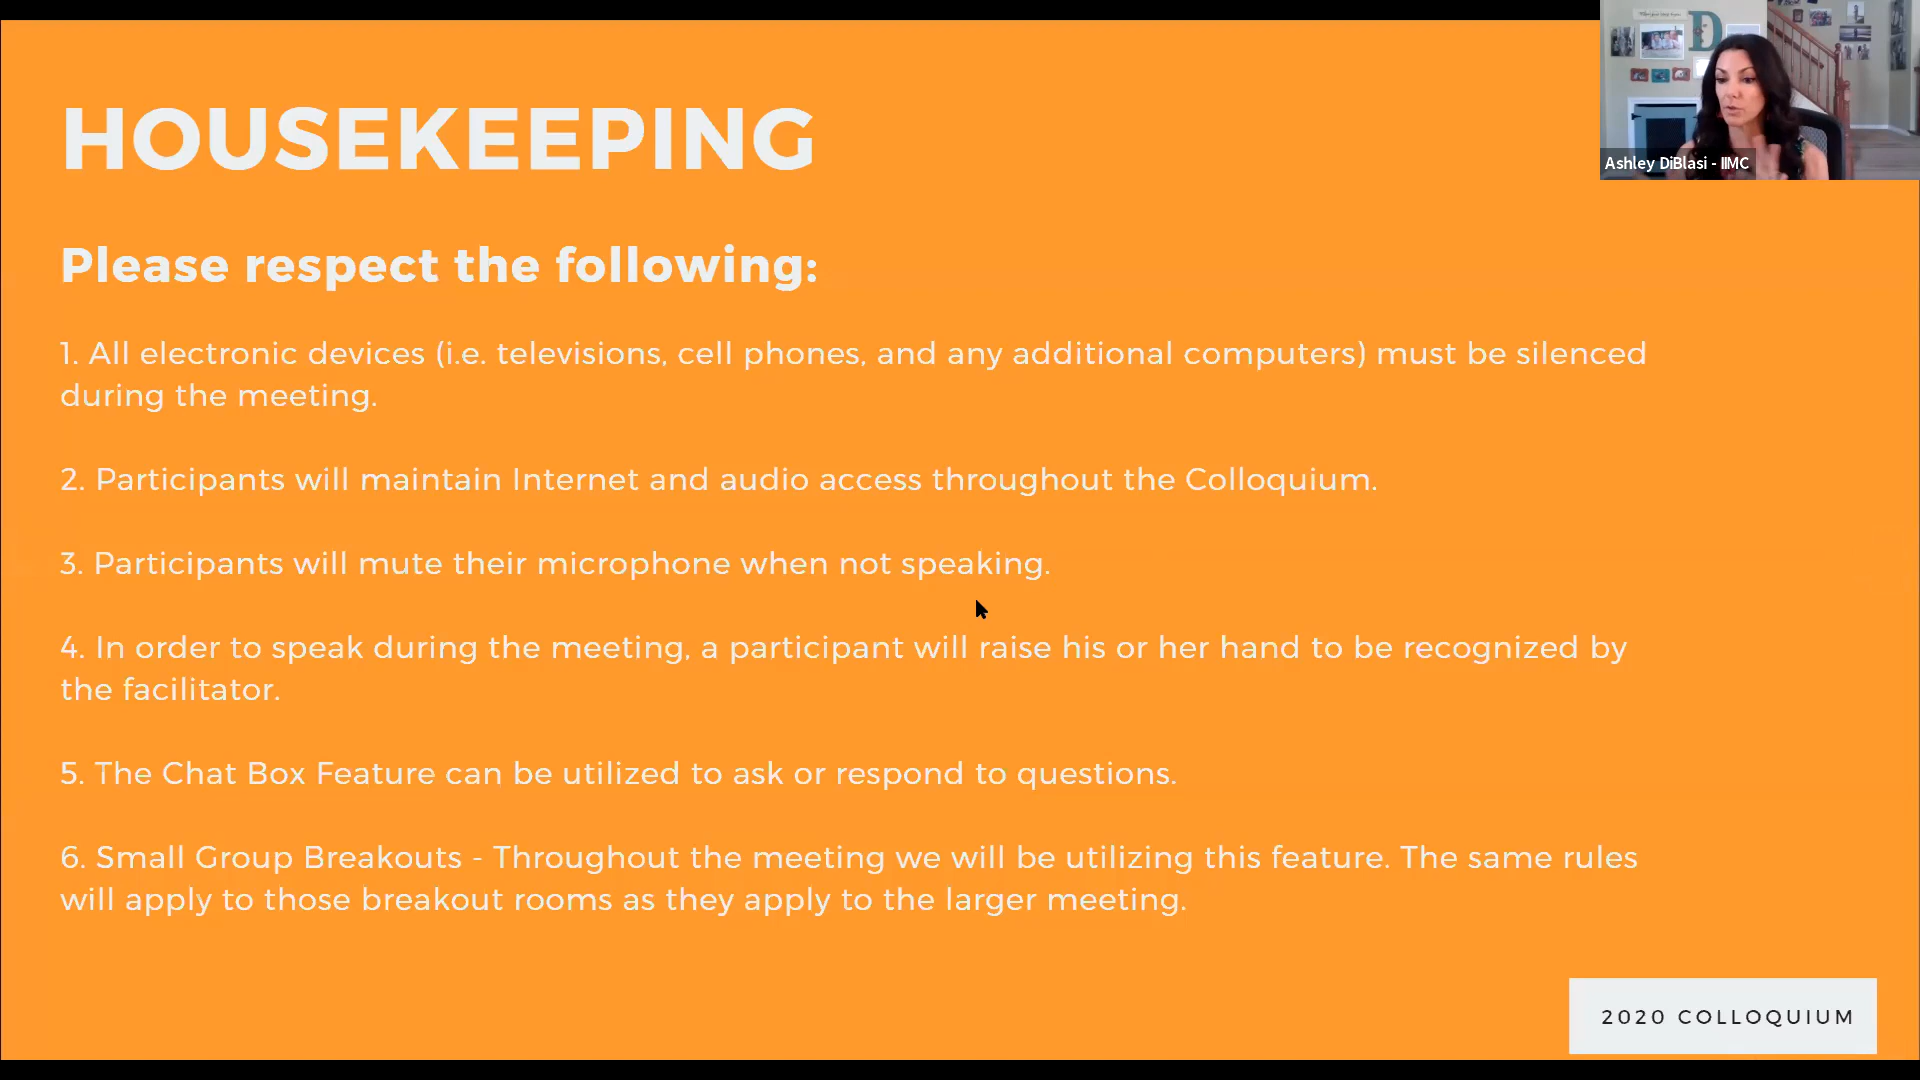 HOUSEKEEPING
Ashley DiBlasi - IIMC
Please respect the following:
1. All electronic devices (i.e. televisions, cell phones, and any additional computers) must be silenced
during the meeting.
2. Participants will maintain Internet and audio access throughout the Colloquium.
3. Participants will mute their microphone when not speaking.
4. In order to speak during the meeting, a participant will raise his or her hand to be recognized by
the facilitator.
5. The Chat Box Feature can be utilized to ask or respond to questions.
6. Small Group Breakouts - Throughout the meeting we will be utilizing this feature. The same rules
will apply to those breakout rooms as they apply to the larger meeting.
2020 COLLOQUIUM